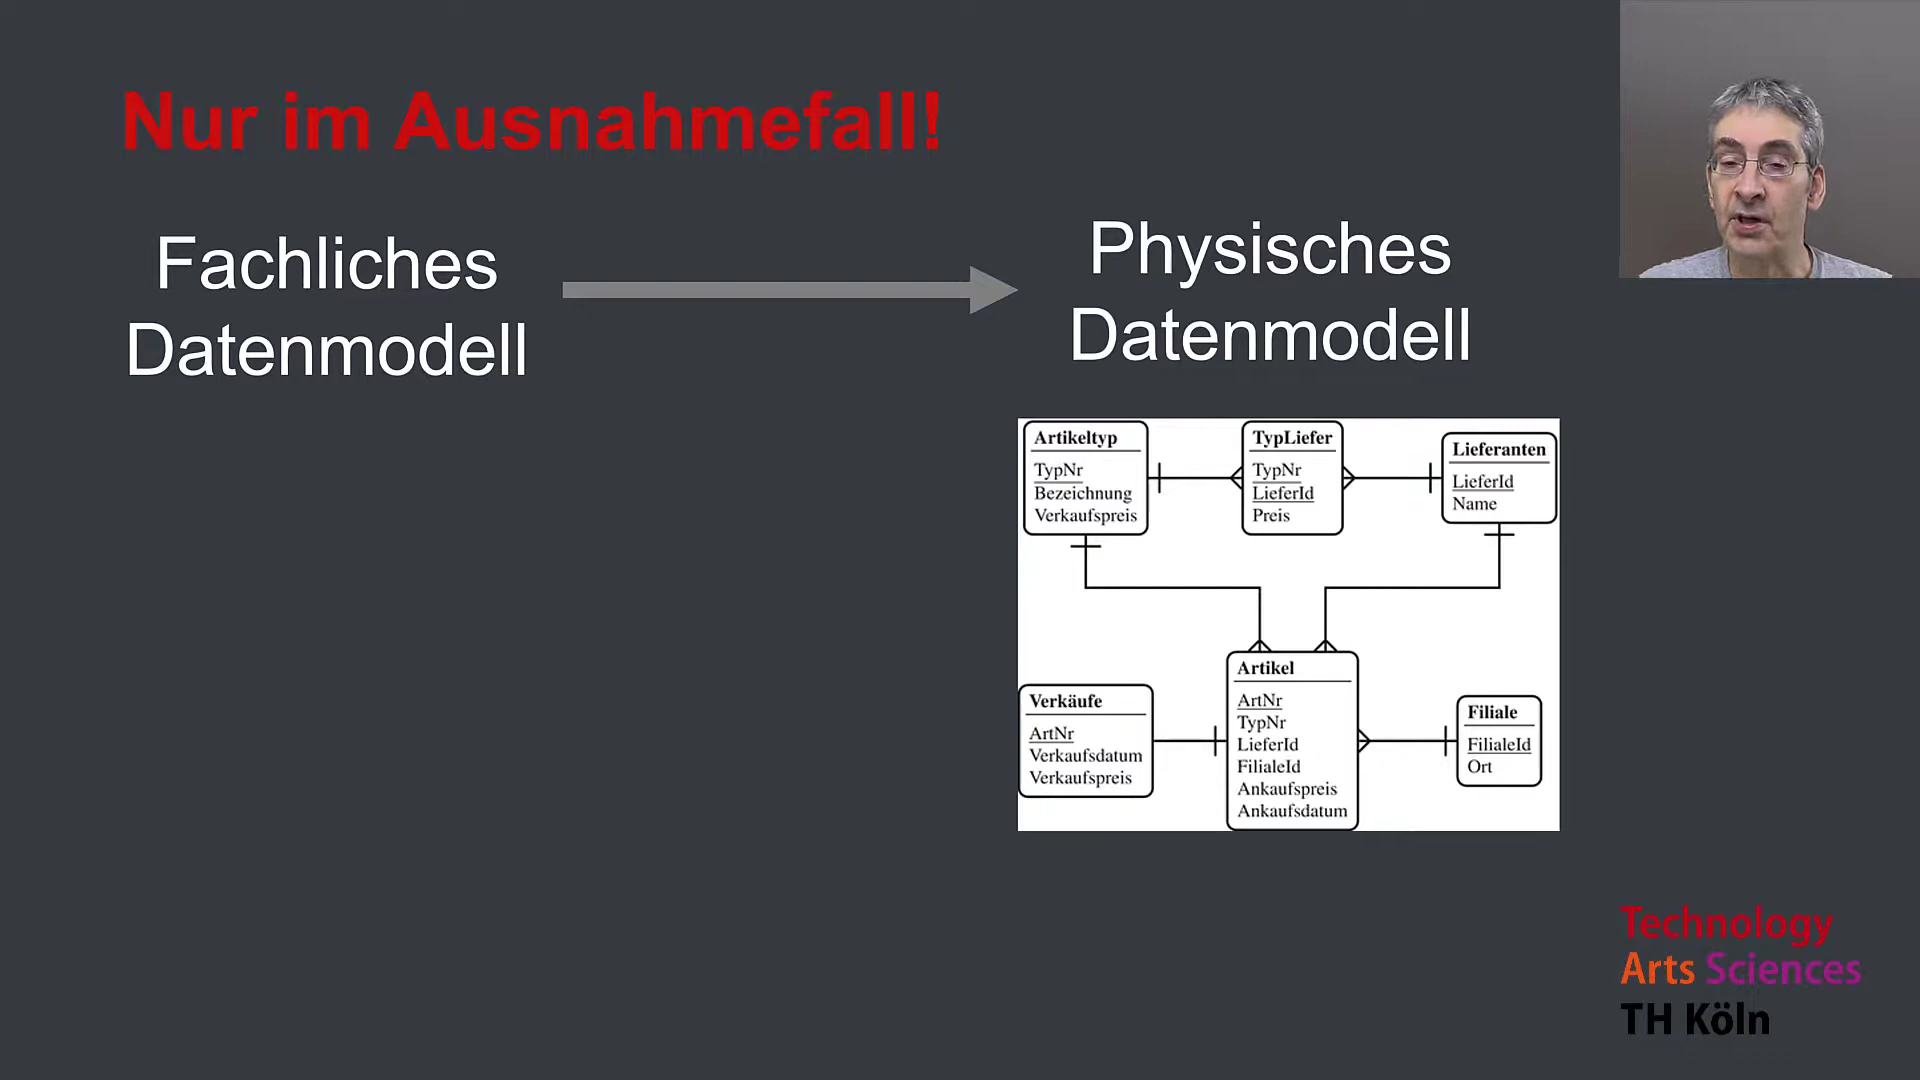 Nur im Ausnahmefall!
Fachliches
Datenmodell
Physisches
Datenmodell
Artikeltyp
TypNr
Bezeichnung
Verkaufspreis
TypLiefer
TypNr
LieferId
Preis
Lieferanten
LieferId
Name
Verkäufe
ArtNr
Verkaufsdatum
Verkaufspreis
Artikel
ArtNr
TypNr
LieferId
FilialeId
Ankaufspreis
Ankaufsdatum
Filiale
FilialeId
Ort
Technology
Arts Sciences
TH Köln